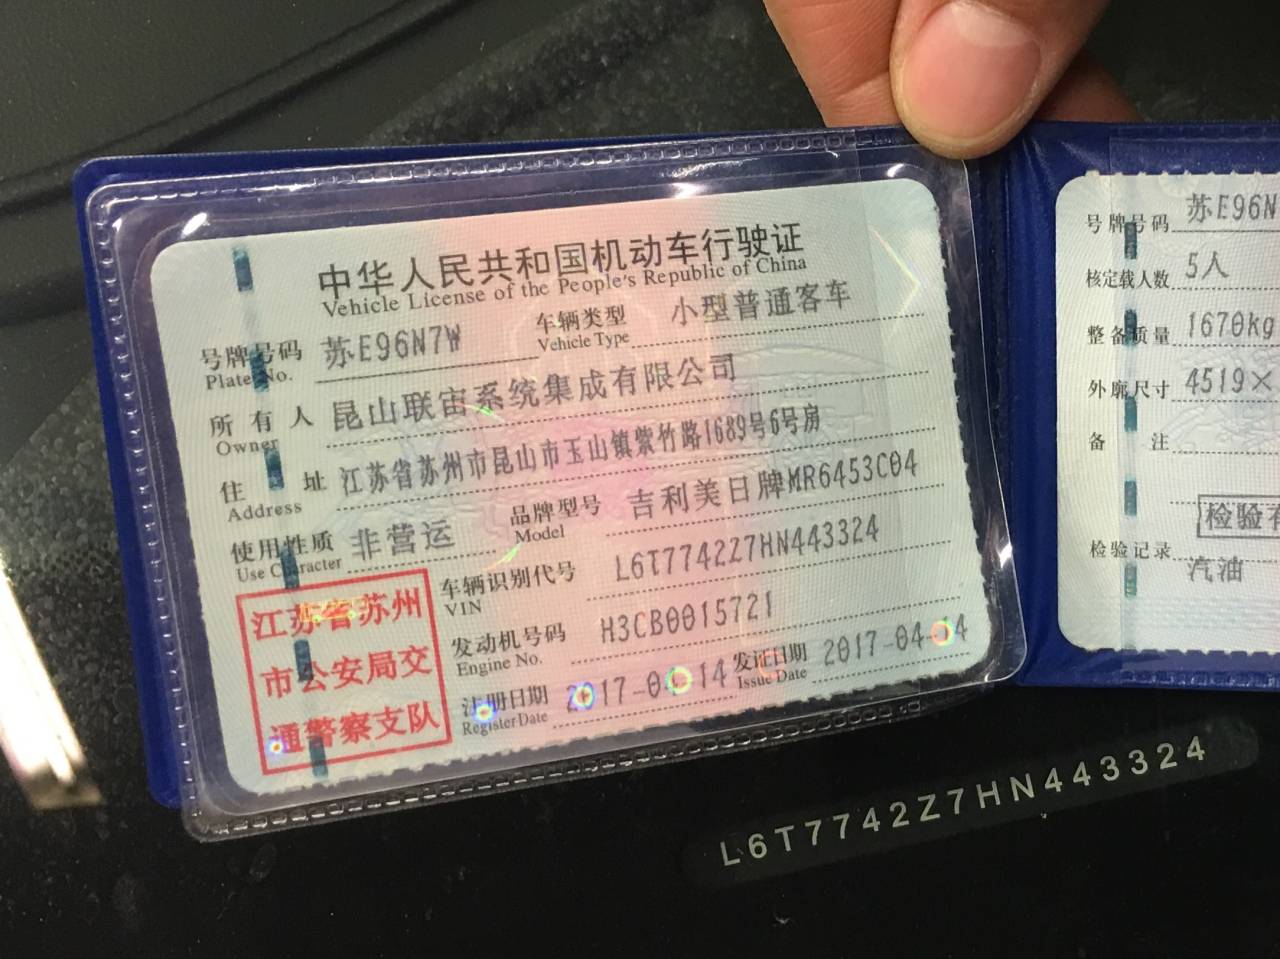 中华人民共和国机动车行驶证
Vehicle License of the People's Republic of China
号牌号码 苏E96N7W 车辆类型 小型普通客车
Plate No. Vehicle Type
所有人 昆山联宙系统集成有限公司
Owner
住址 江苏省苏州市昆山市玉山镇紫竹路1689号6号房
Address
使用性质 非营运 品牌型号 吉利美日牌MR6453C04
Use Character Model
江苏省苏州
市公安局交
通警察支队
车辆识别代号 L6T7742Z7HN443324
VIN
发动机号码 H3CB0015721
Engine No.
注册日期 2017-04-14 发证日期 2017-04-14
Register Date Issue Date
号牌号码 苏E96N
核定载人数 5人
整备质量 1670kg
外廓尺寸 4519×
备注
检验有
检验记录
汽油
L6T7742Z7HN443324